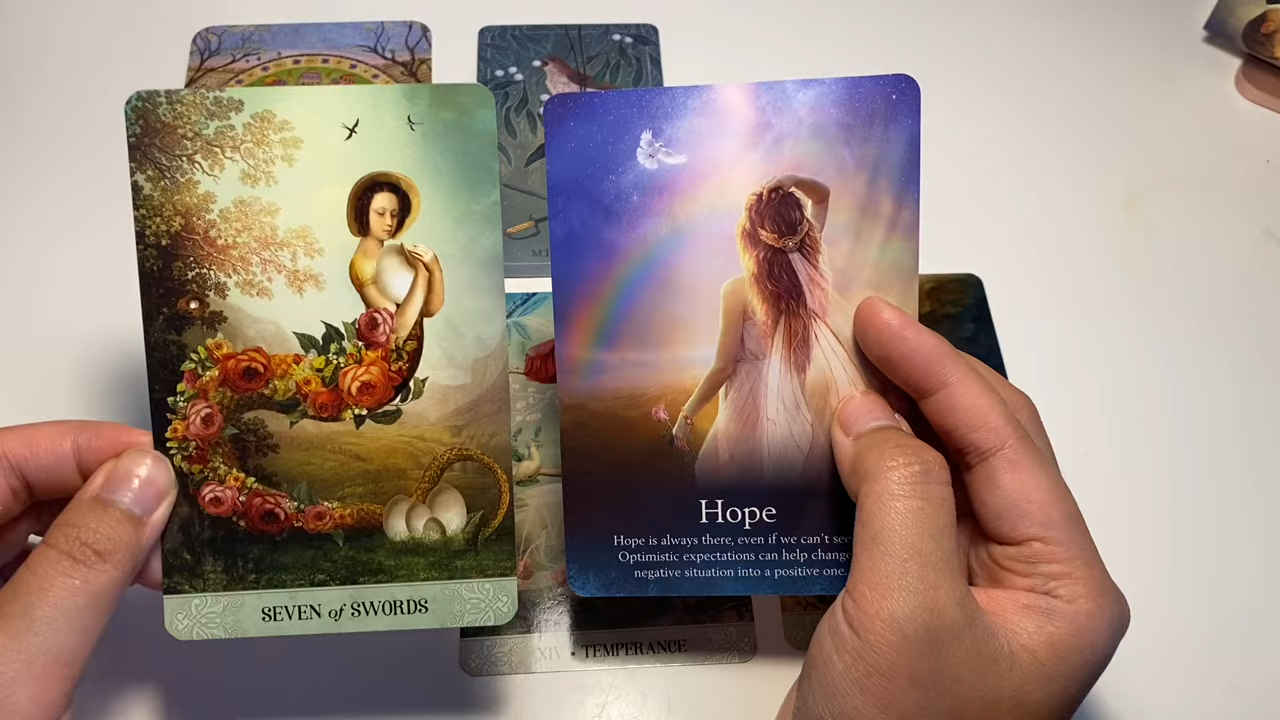 MI
Hope
Hope is always there, even if we can't see
Optimistic expectations can help change
negative situation into a positive one.
SEVEN of SWORDS
XIV • TEMPERANCE